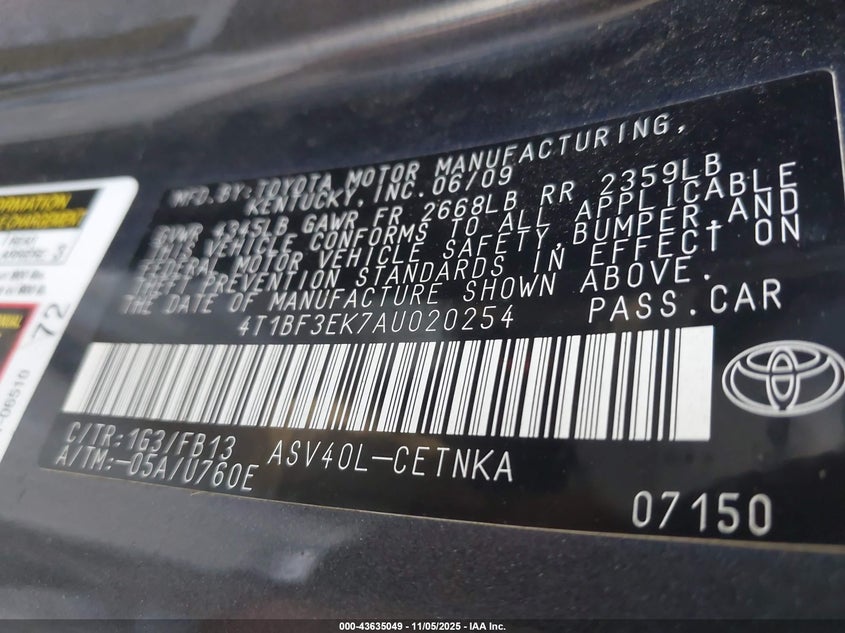 MFD.BY:TOYOTA MOTOR MANUFACTURING,
KENTUCKY,INC.06/09
GVWR 4345LB GAWR FR 2668LB RR 2359LB
THIS VEHICLE CONFORMS TO ALL APPLICABLE
FEDERAL MOTOR VEHICLE SAFETY,BUMPER,AND
THEFT PREVENTION STANDARDS IN EFFECT ON
THE DATE OF MANUFACTURE SHOWN ABOVE.
4T1BF3EK7AU020254 PASS.CAR
C/TR:1G3/FB13 ASV40L-CETNKA
A/TM:-05A/U760E
07150
72
06510
000-43635049 - 11/05/2025 - IAA Inc.